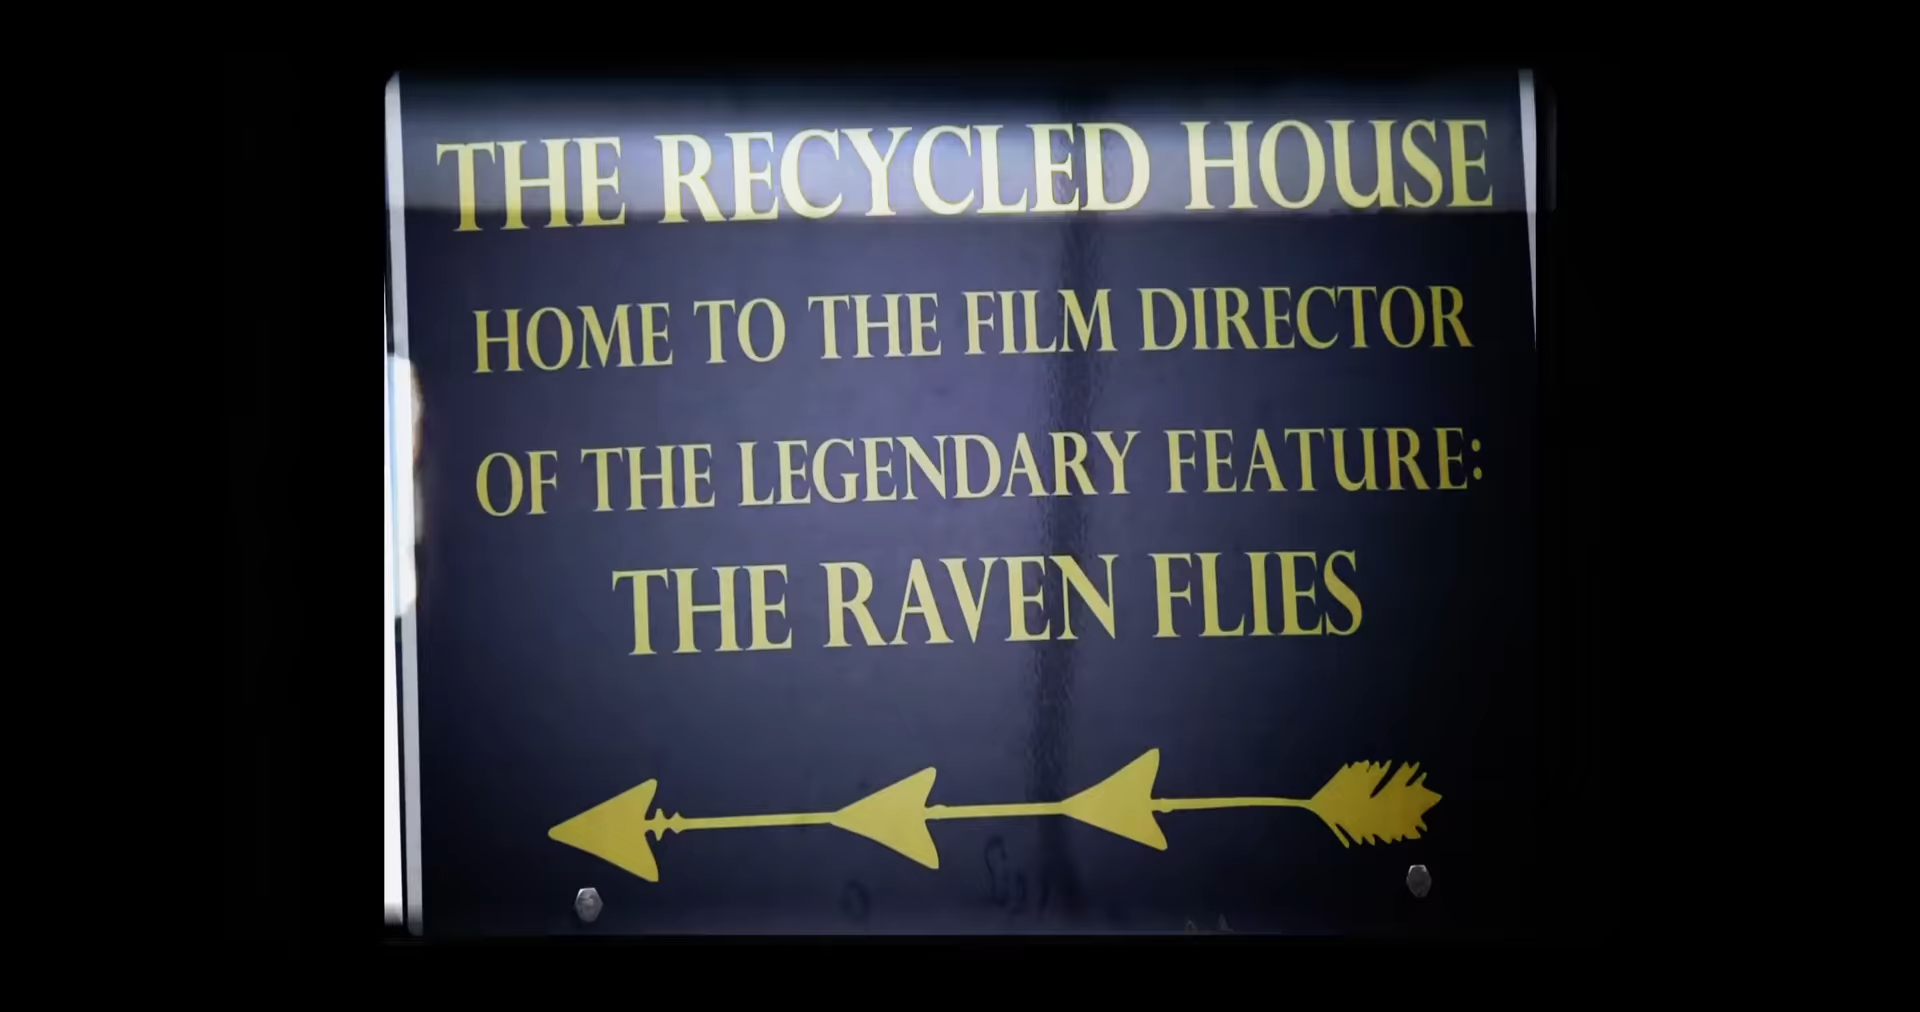 THE RECYCLED HOUSE
HOME TO THE FILM DIRECTOR
OF THE LEGENDARY FEATURE:
THE RAVEN FLIES